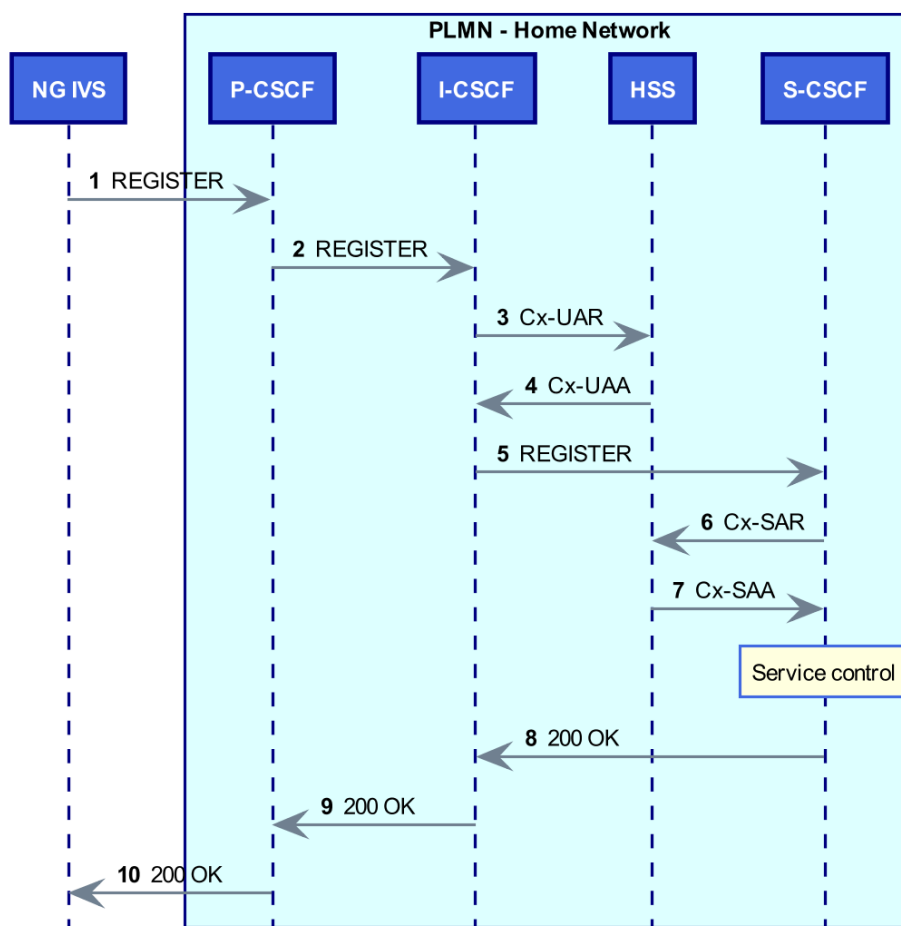 PLMN - Home Network
NG IVS
P-CSCF
I-CSCF
HSS
S-CSCF
1 REGISTER
2 REGISTER
3 Cx-UAR
4 Cx-UAA
5 REGISTER
6 Cx-SAR
7 Cx-SAA
Service control
8 200 OK
9 200 OK
10 200 OK